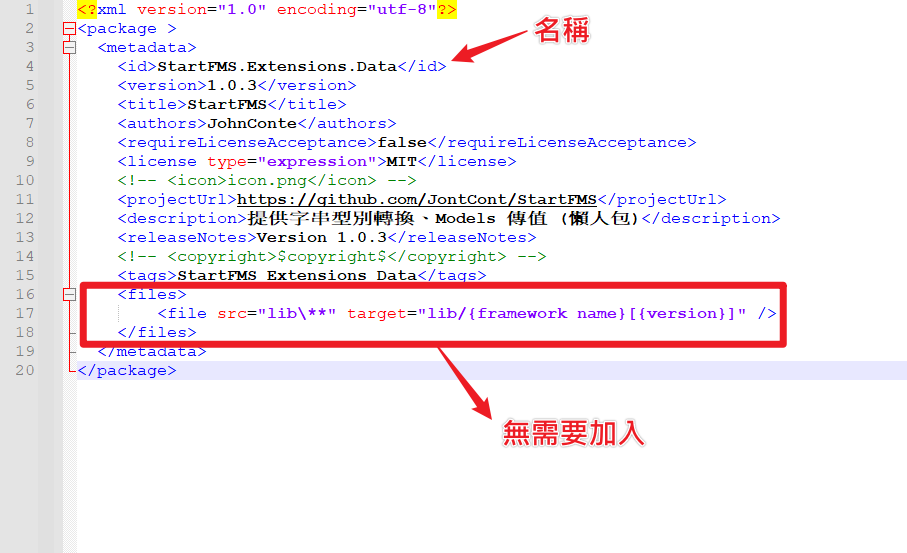 1 <?xml version="1.0" encoding="utf-8"?>
2 <package >
3 <metadata>
名稱
4 <id>StartFMS.Extensions.Data</id>
5 <version>1.0.3</version>
6 <title>StartFMS</title>
7 <authors>JohnConte</authors>
8 <requireLicenseAcceptance>false</requireLicenseAcceptance>
9 <license type="expression">MIT</license>
10 <!-- <icon>icon.png</icon> -->
11 <projectUrl>https://github.com/JontCont/StartFMS</projectUrl>
12 <description>提供字串型別轉換、Models 傳值 (懶人包)</description>
13 <releaseNotes>Version 1.0.3</releaseNotes>
14 <!-- <copyright>$copyright$</copyright> -->
15 <tags>StartFMS Extensions Data</tags>
16 <files>
17 <file src="lib\**" target="lib/{framework name}[{version}]" />
18 </files>
19 </metadata>
20 </package>
無需要加入